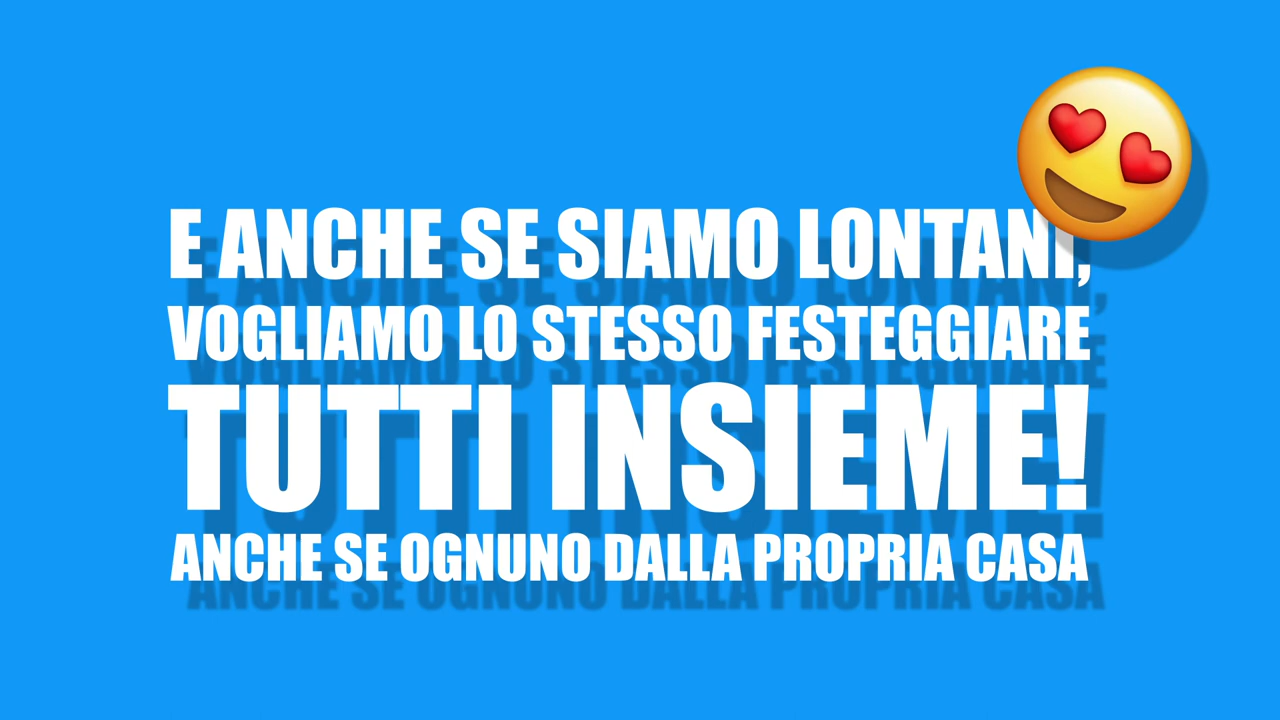 E ANCHE SE SIAMO LONTANI,
VOGLIAMO LO STESSO FESTEGGIARE
TUTTI INSIEME!
ANCHE SE OGNUNO DALLA PROPRIA CASA